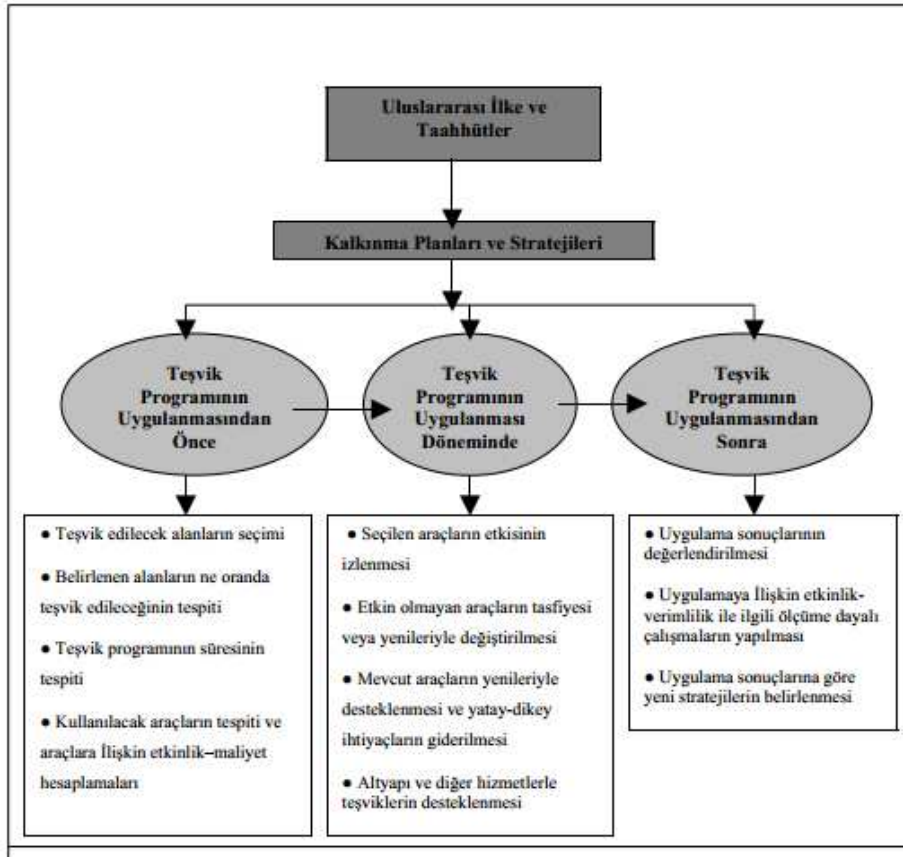 Uluslararası İlke ve
Taahhütler
Kalkınma Planları ve Stratejileri
Teşvik
Programının
Uygulanmasından
Önce
Teşvik
Programının
Uygulanması
Döneminde
Teşvik
Programının
Uygulanmasından
Sonra
● Teşvik edilecek alanların seçimi
● Belirlenen alanların ne oranda
teşvik edileceğinin tespiti
● Teşvik programının süresinin
tespiti
● Kullanılacak araçların tespiti ve
araçlara İlişkin etkinlik–maliyet
hesaplamaları
● Seçilen araçların etkisinin
izlenmesi
● Etkin olmayan araçların tasfiyesi
veya yenileriyle değiştirilmesi
● Mevcut araçların yenileriyle
desteklenmesi ve yatay-dikey
ihtiyaçların giderilmesi
● Altyapı ve diğer hizmetlerle
teşviklerin desteklenmesi
● Uygulama sonuçlarının
değerlendirilmesi
● Uygulamaya İlişkin etkinlik-
verimlilik ile ilgili ölçüme dayalı
çalışmaların yapılması
● Uygulama sonuçlarına göre
yeni stratejilerin belirlenmesi